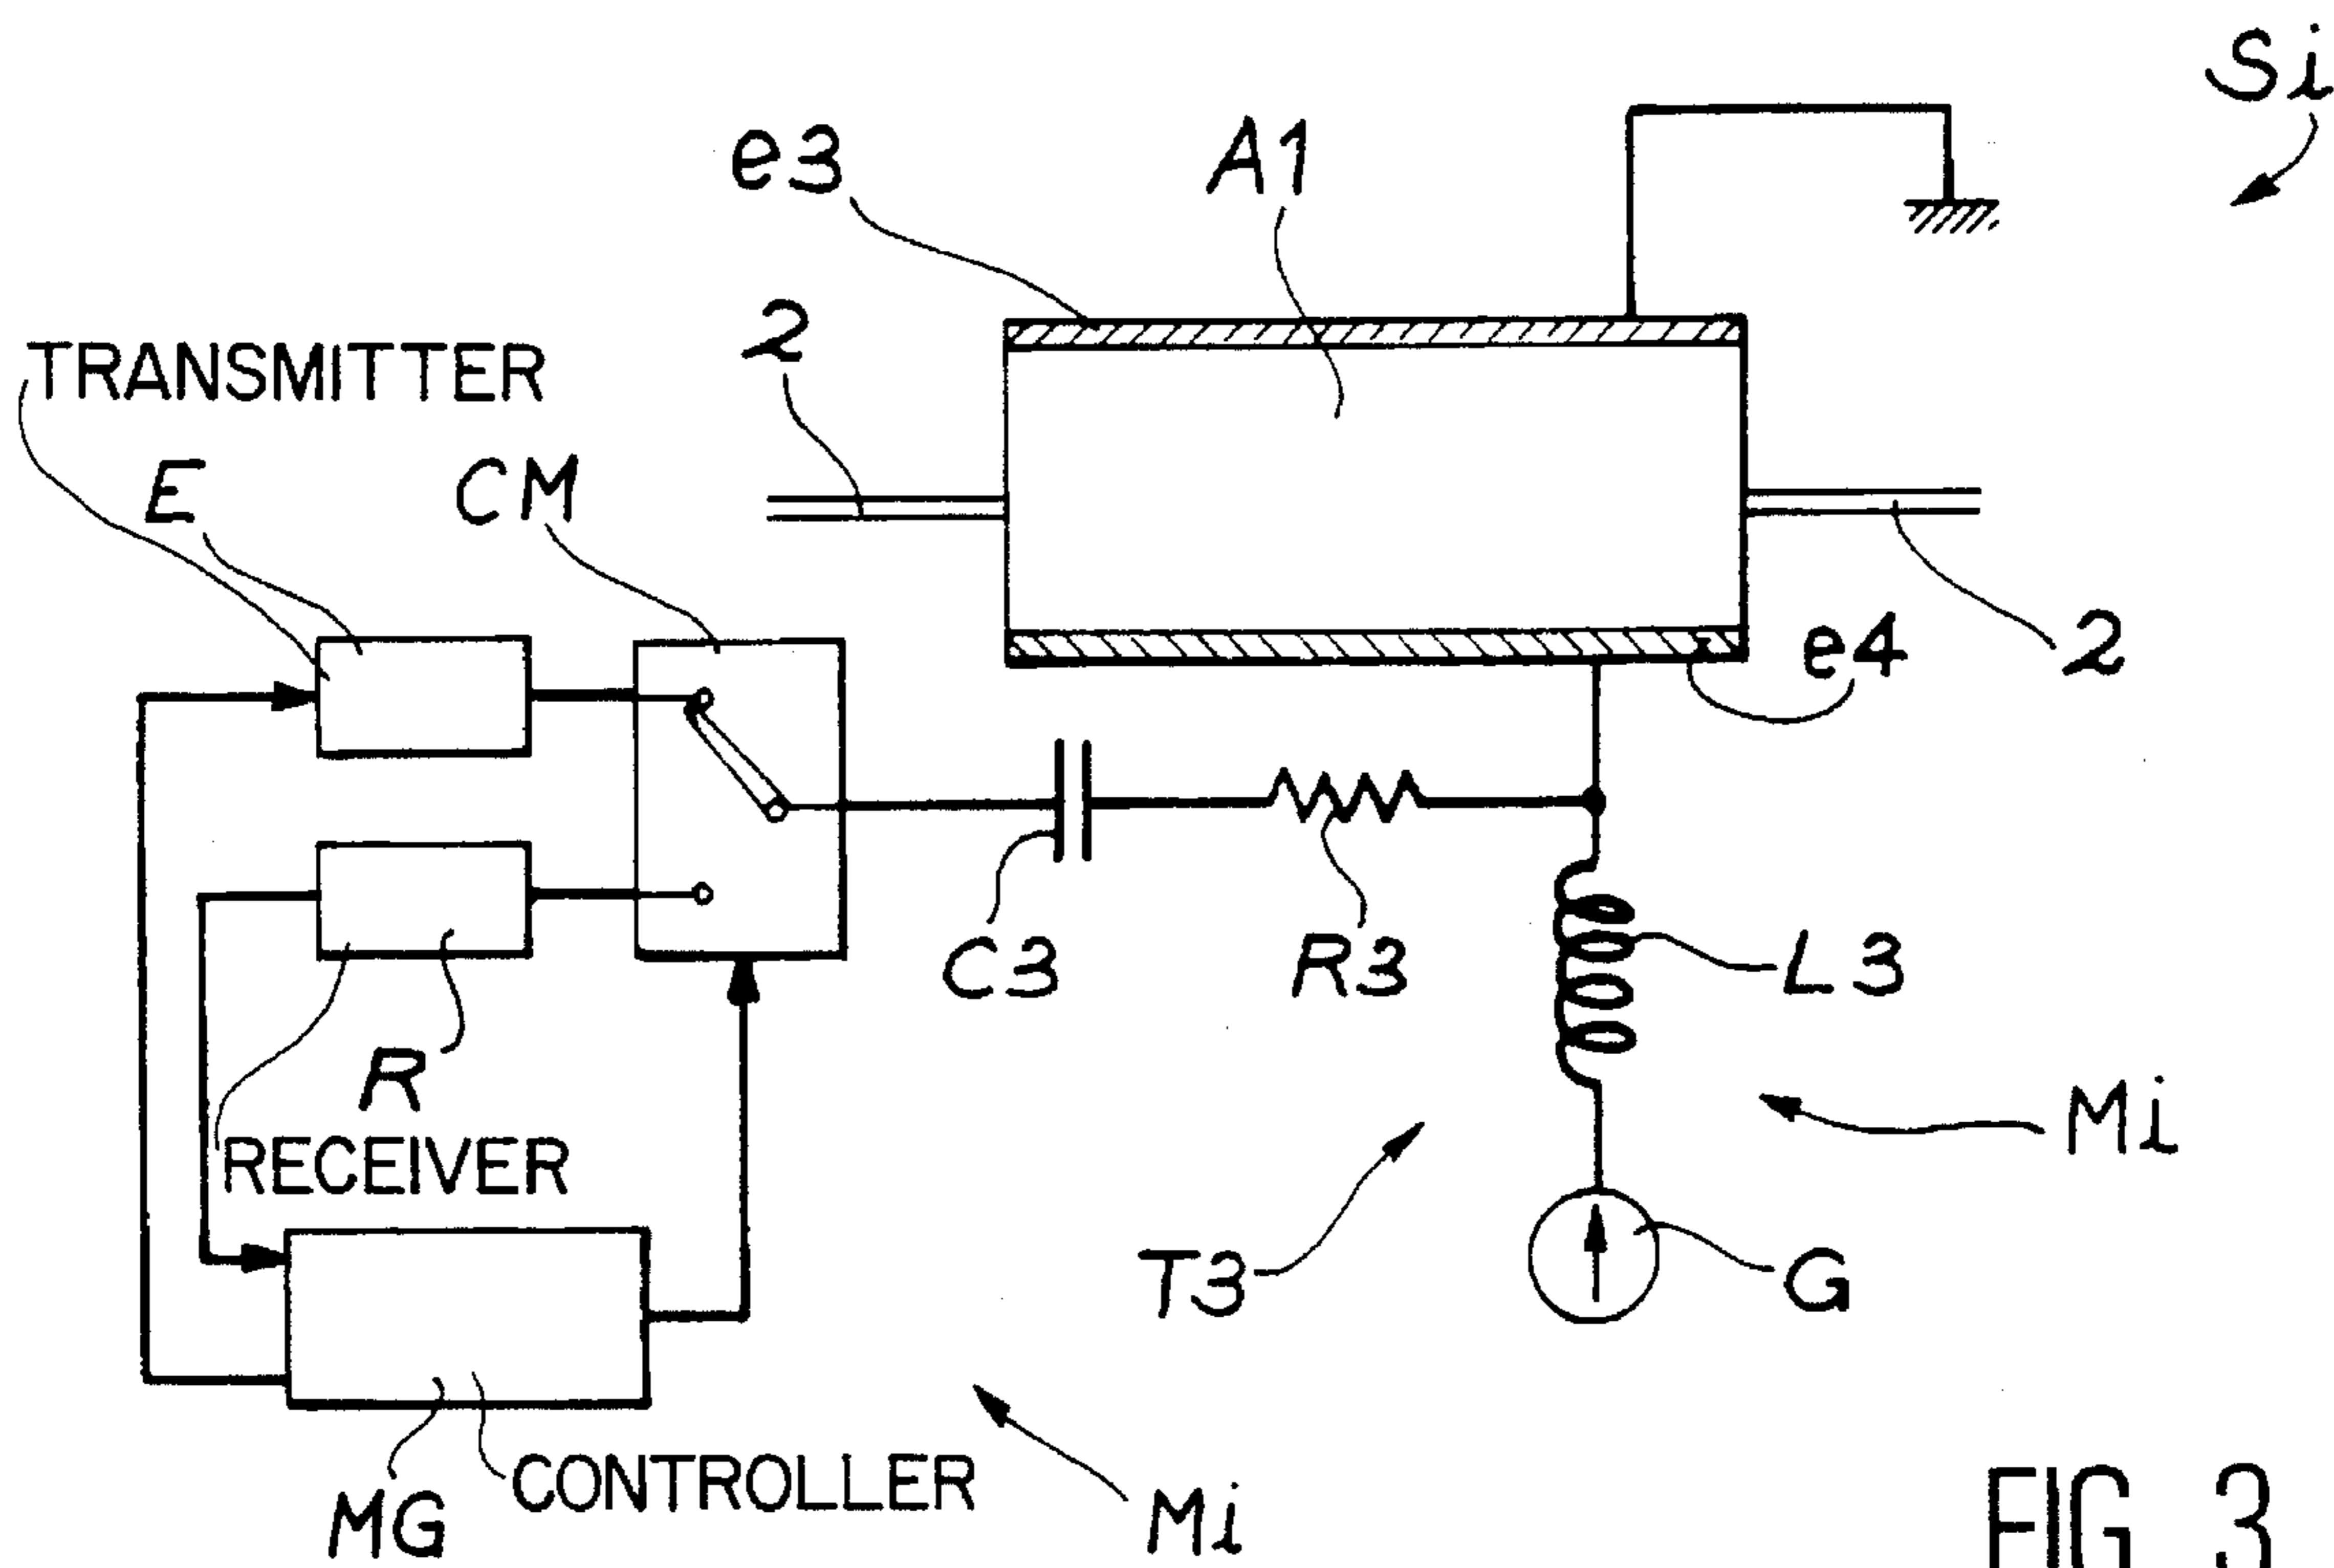 Si
e3
A1
2
TRANSMITTER
E
CM
e4
2
C3
R3
L3
R
RECEIVER
Mi
T3
G
CONTROLLER
MG
Mi
FIG 3